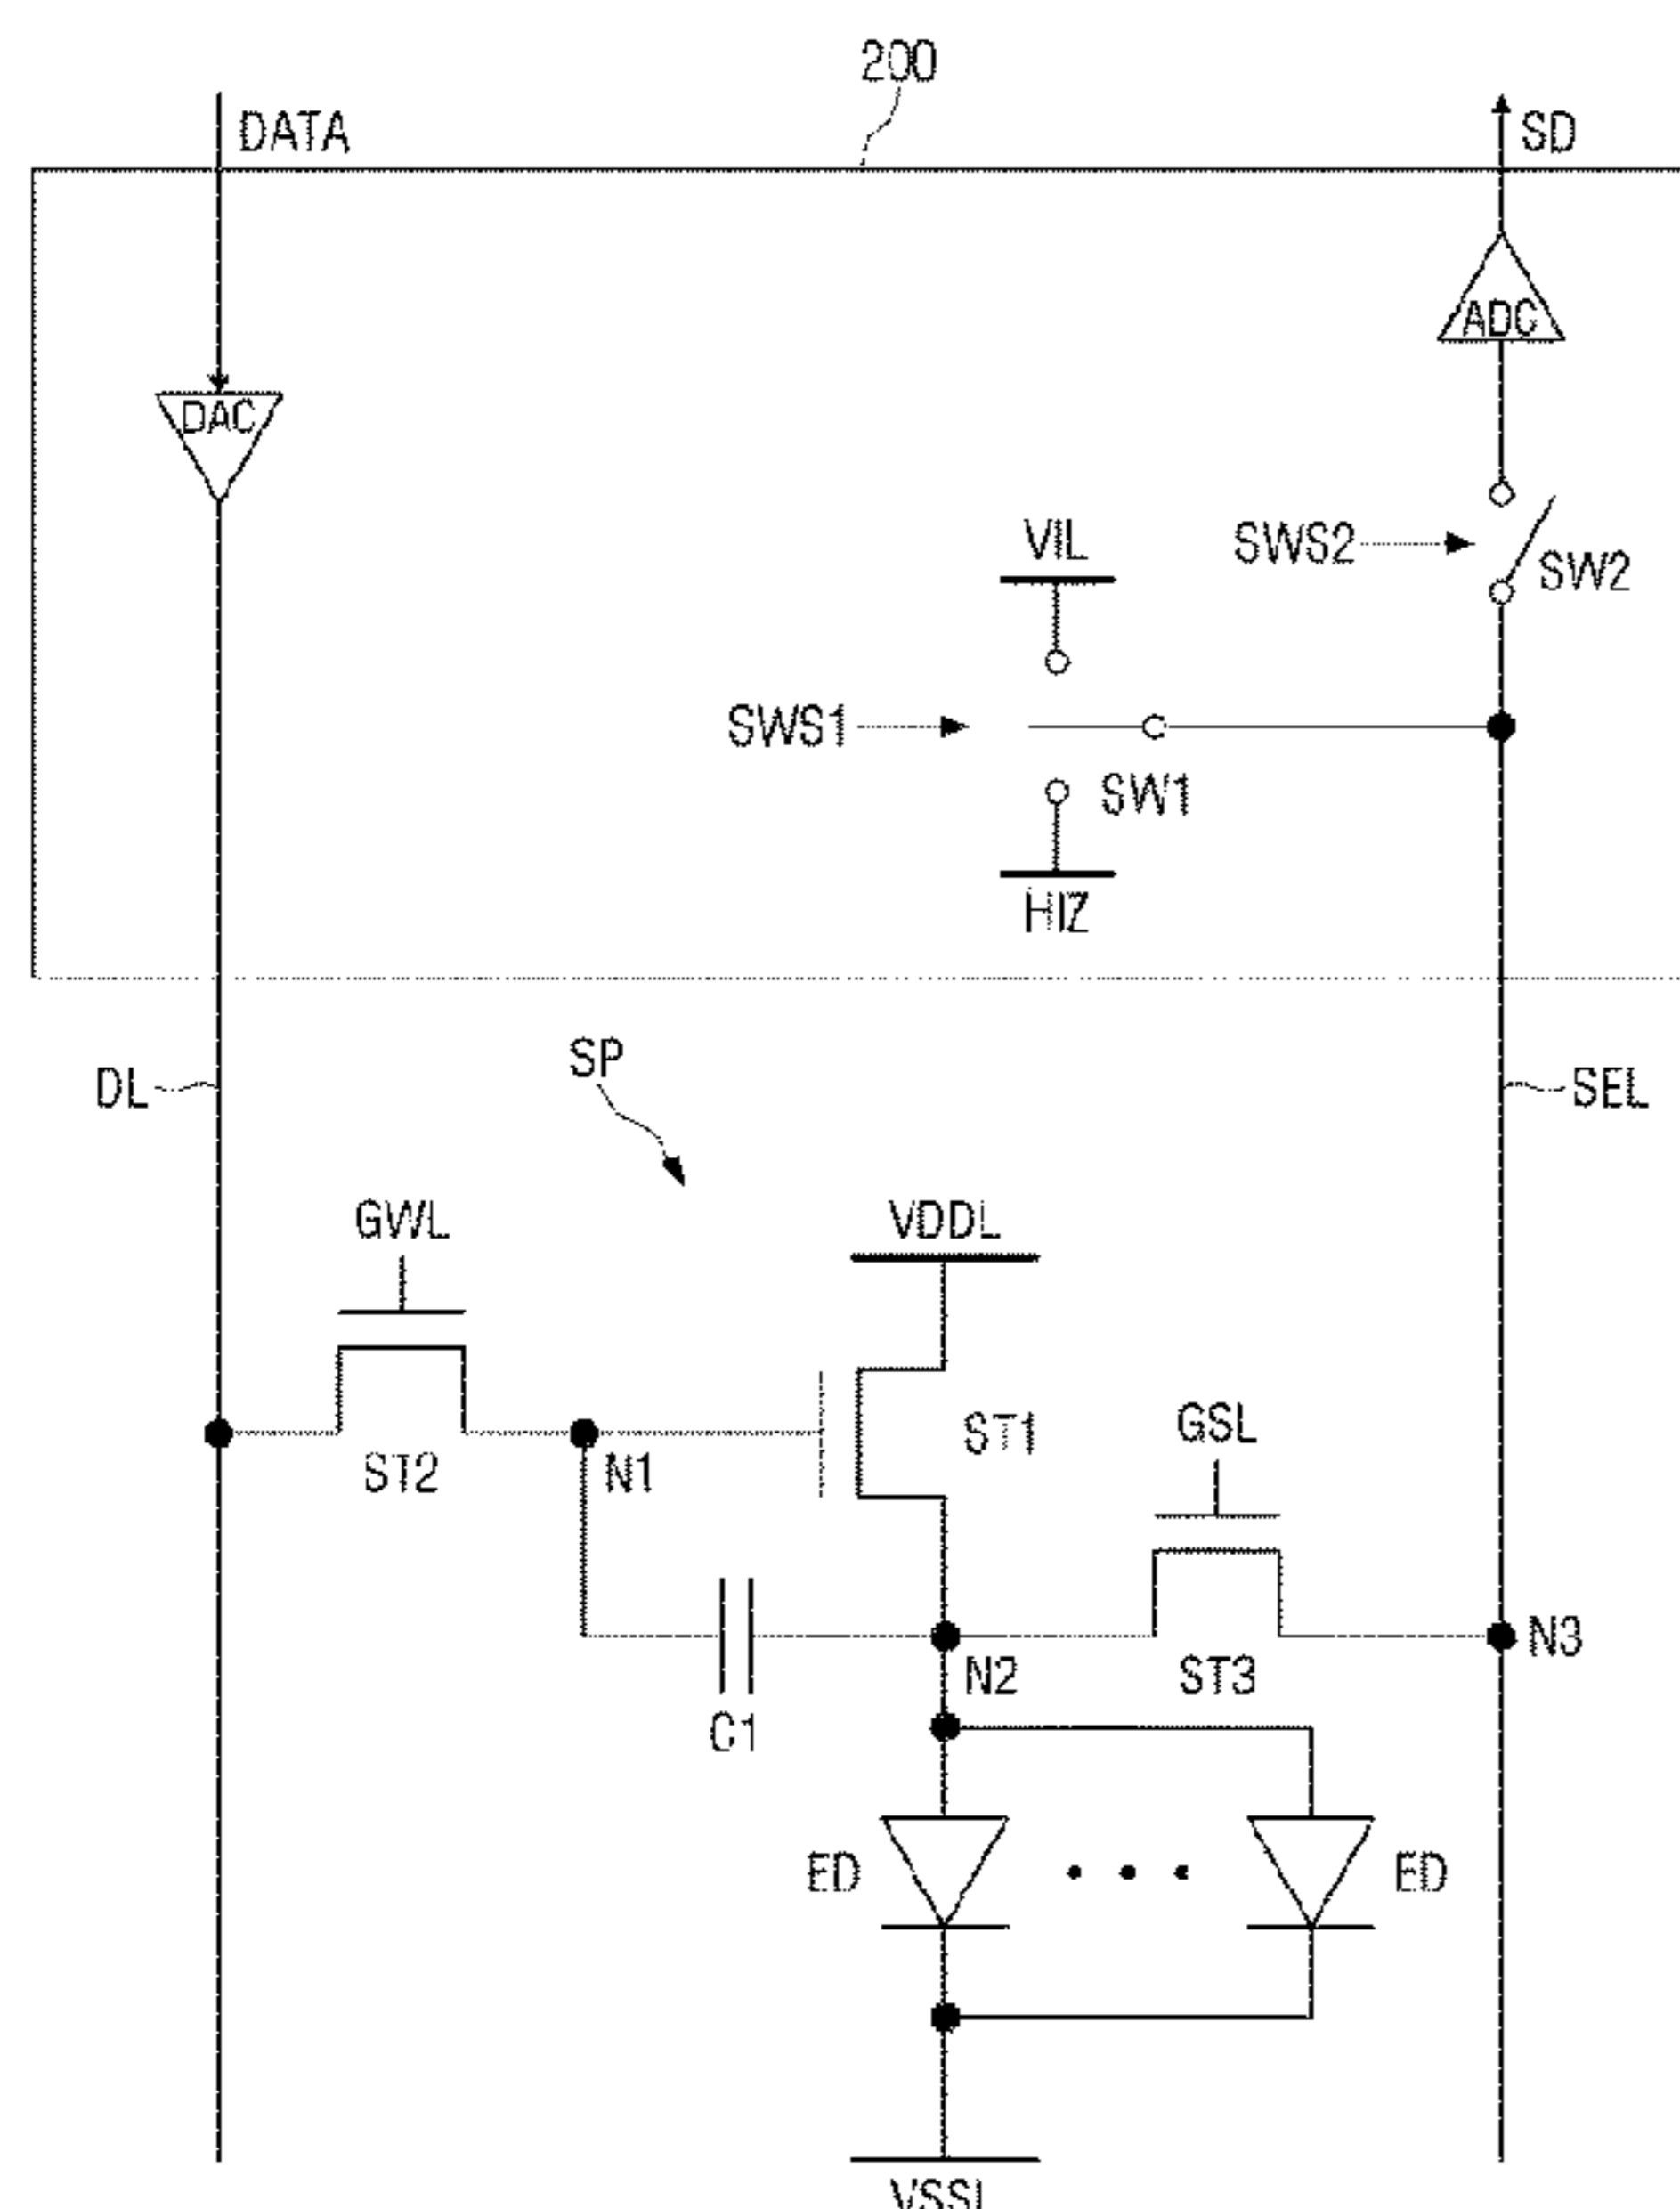 200
DATA
SD
ADC
DAC
VIL
SWS2
SW2
SWS1
SW1
HIZ
DL
SP
SEL
GWL
VDDL
ST1
GSL
ST2
N1
N3
N2
ST3
C1
ED
ED
VSSL